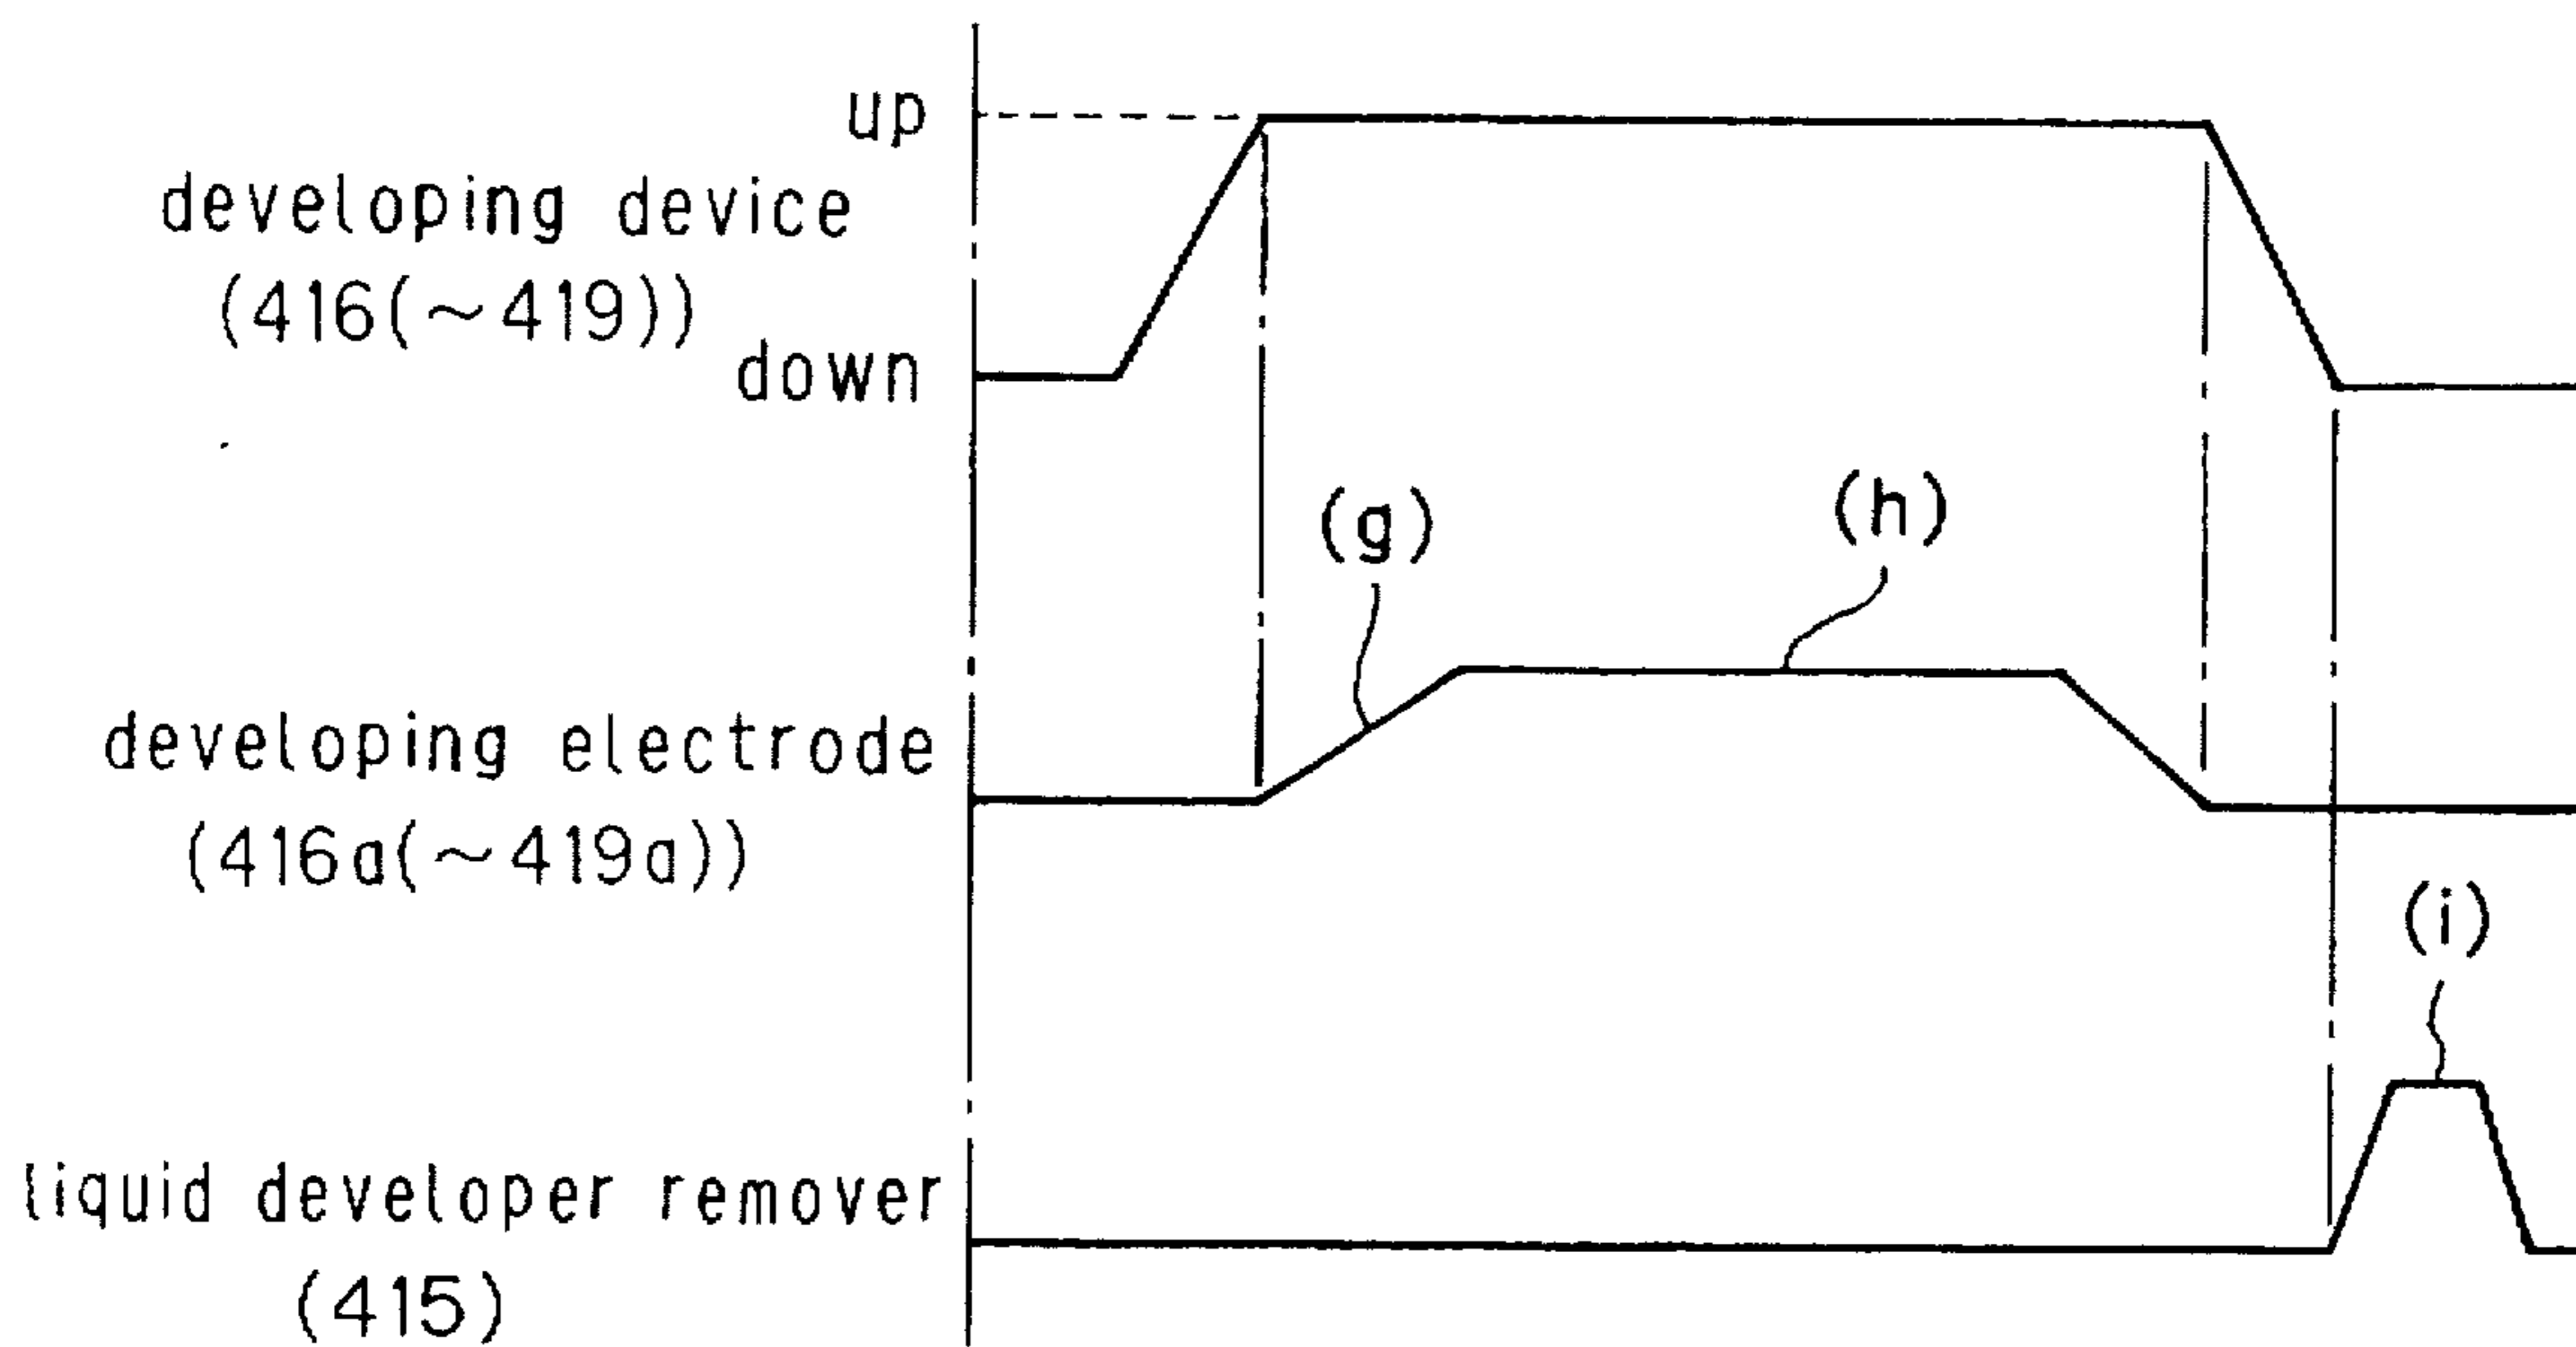 up
developing device
(416(~419))
down
(g)
(h)
developing electrode
(416a(~419a))
(i)
liquid developer remover
(415)